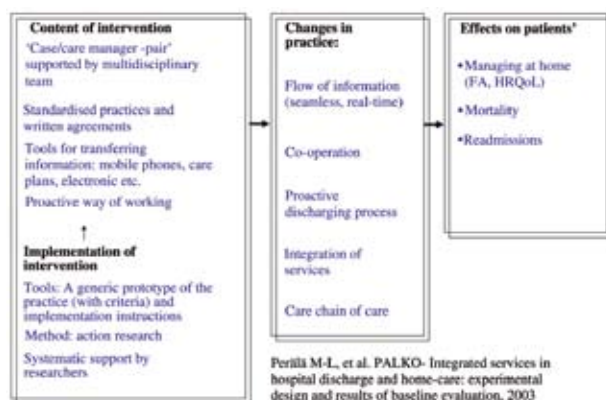 Content of intervention
'Case/care manager -pair'
supported by multidisciplinary
team
Standardised practices and
written agreements
Tools for transferring
information: mobile phones, care
plans, electronic etc.
Proactive way of working
↑
Implementation of
intervention
Tools: A generic prototype of the
practice (with criteria) and
implementation instructions
Method: action research
Systematic support by
researchers
Changes in
practice:
Flow of information
(seamless, real-time)
Co-operation
Proactive
discharging process
Integration of
services
Care chain of care
Effects on patients'
•Managing at home
(FA, HRQoL)
•Mortality
•Readmissions
Perälä M-L, et al. PALKO- Integrated services in
hospital discharge and home-care: experimental
design and results of baseline evaluation, 2003